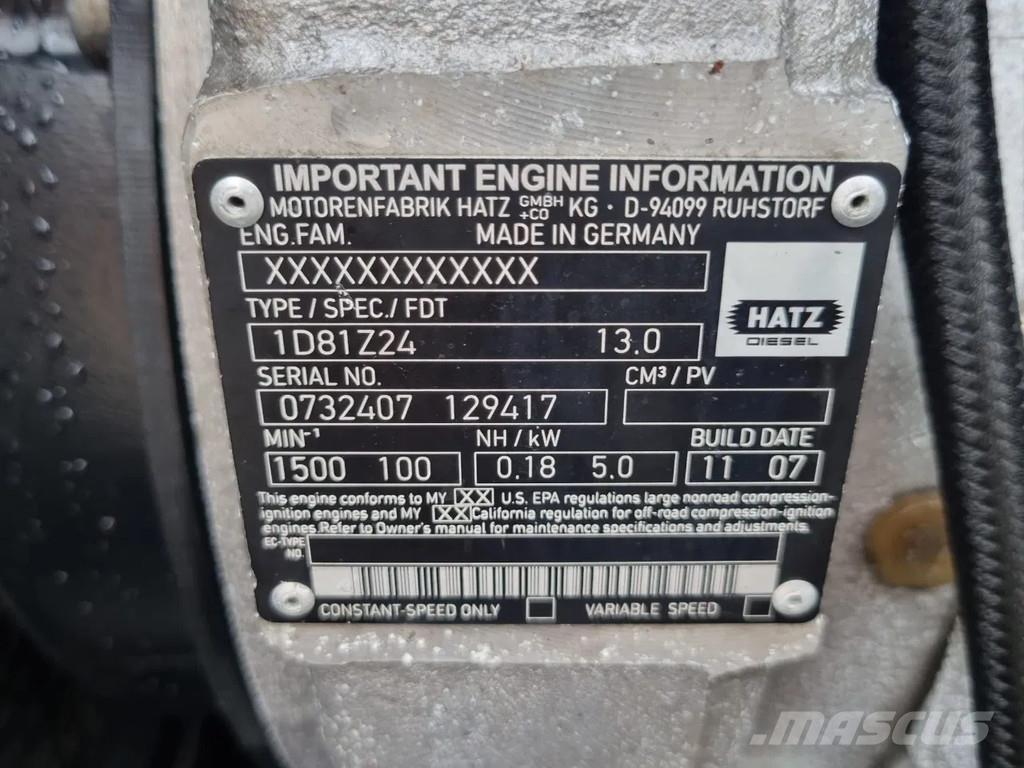 IMPORTANT ENGINE INFORMATION
MOTORENFABRIK HATZ GMBH +CO KG · D-94099 RUHSTORF
ENG.FAM. MADE IN GERMANY
XXXXXXXXXXXX
TYPE / SPEC. / FDT
1D81Z24 13.0
HATZ
DIESEL
SERIAL NO. CM³ / PV
0732407 129417
MIN⁻¹ NH / kW BUILD DATE
1500 100 0.18 5.0 11 07
This engine conforms to MY XX U.S. EPA regulations large nonroad compression-
ignition engines and MY XX California regulation for off-road compression-ignition
engines. Refer to Owner's manual for maintenance specifications and adjustments.
EC-TYPE
NO.
CONSTANT-SPEED ONLY VARIABLE SPEED
MASCUS